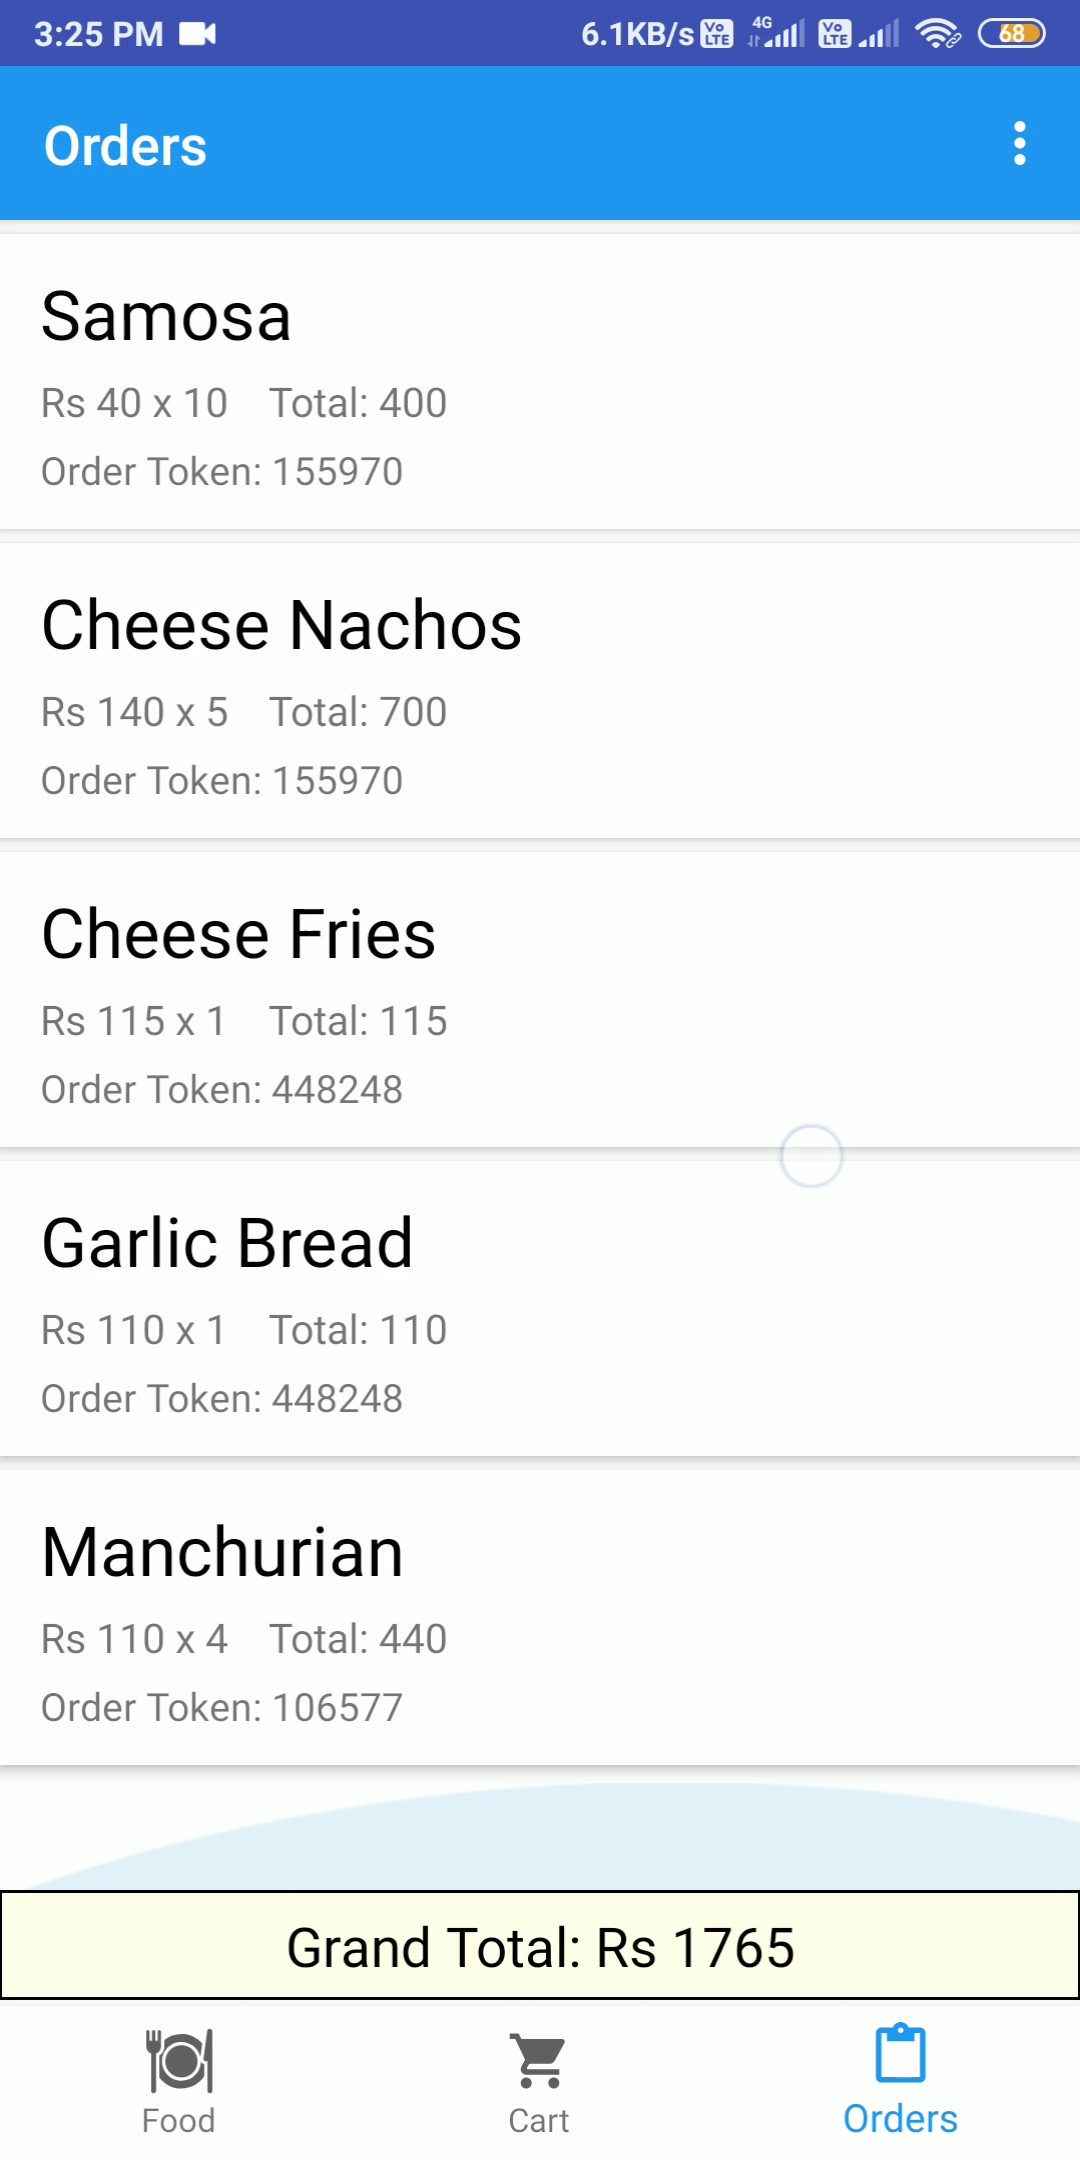 3:25 PM 6.1KB/s Vo LTE 4G Vo LTE 68
Orders
Samosa
Rs 40 x 10 Total: 400
Order Token: 155970
Cheese Nachos
Rs 140 x 5 Total: 700
Order Token: 155970
Cheese Fries
Rs 115 x 1 Total: 115
Order Token: 448248
Garlic Bread
Rs 110 x 1 Total: 110
Order Token: 448248
Manchurian
Rs 110 x 4 Total: 440
Order Token: 106577
Grand Total: Rs 1765
Food Cart Orders